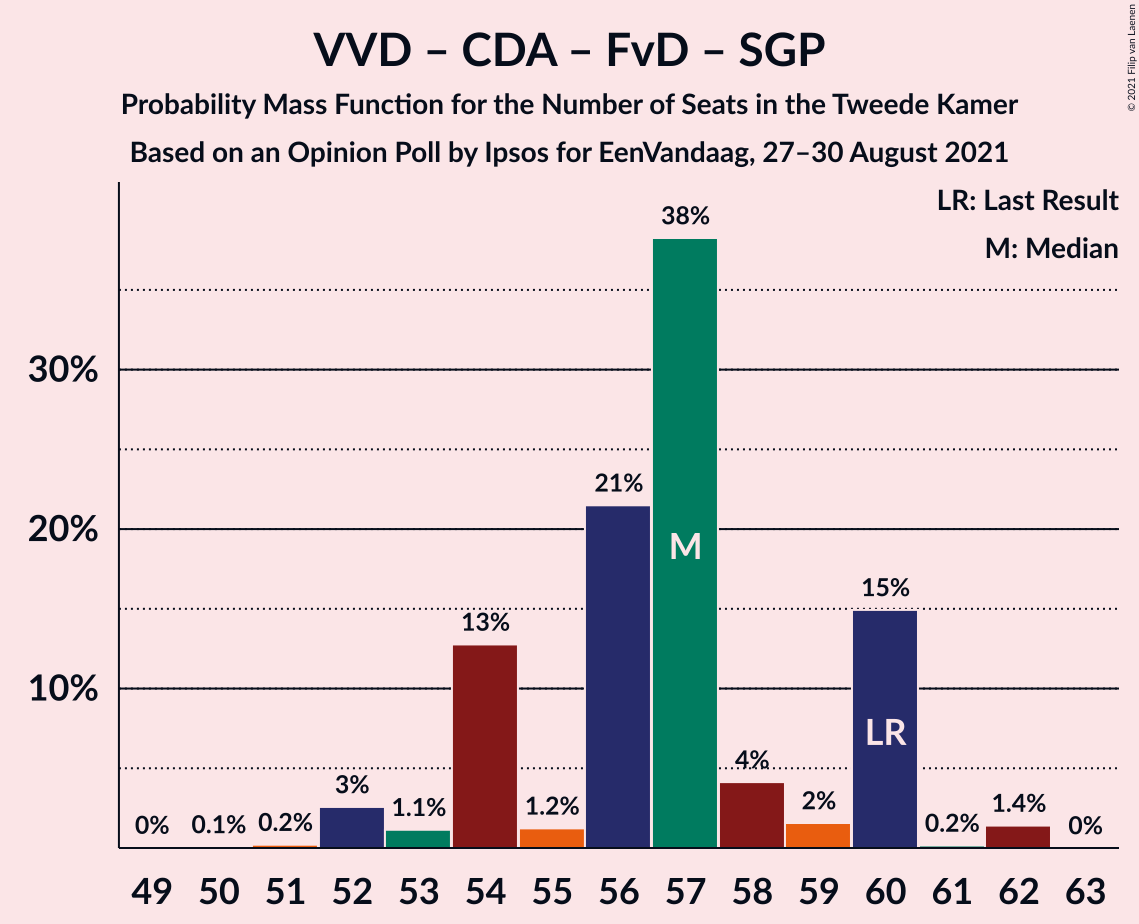 VVD – CDA – FvD – SGP
Probability Mass Function for the Number of Seats in the Tweede Kamer
Based on an Opinion Poll by Ipsos for EenVandaag, 27–30 August 2021
© 2021 Filip van Laenen
LR: Last Result
M: Median
30%
20%
10%
0%
0.1%
0.2%
3%
1.1%
13%
1.2%
21%
38%
4%
2%
15%
0.2%
1.4%
0%
M
LR
49 50 51 52 53 54 55 56 57 58 59 60 61 62 63